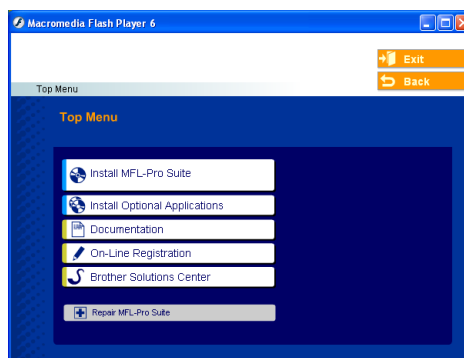 Macromedia Flash Player 6
Exit
Back
Top Menu
Top Menu
Install MFL-Pro Suite
Install Optional Applications
Documentation
On-Line Registration
Brother Solutions Center
Repair MFL-Pro Suite